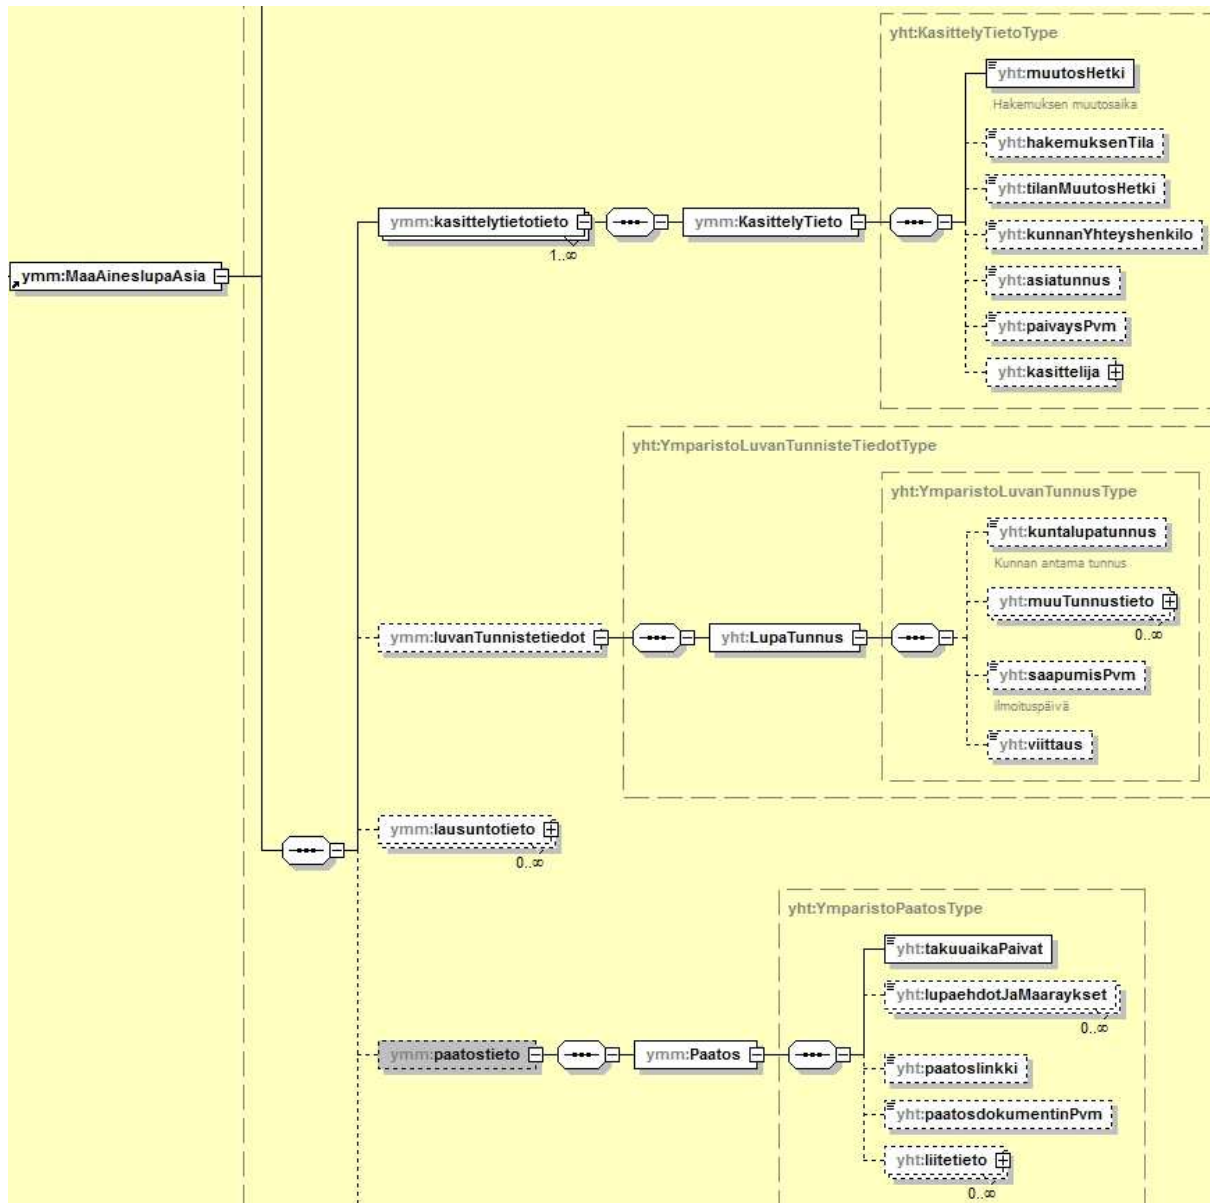 yht:KasittelyTietoType
yht:muutosHetki
Hakemuksen muutosaika
yht:hakemuksenTila
yht:tilanMuutosHetki
ymm:kasittelytietotieto
1..∞
ymm:KasittelyTieto
yht:kunnanYhteyshenkilo
ymm:MaaAineslupaAsia
yht:asiatunnus
yht:paivaysPvm
yht:kasittelija
yht:YmparistoLuvanTunnisteTiedotType
yht:YmparistoLuvanTunnusType
yht:kuntalupatunnus
Kunnan antama tunnus
yht:muuTunnustieto
0..∞
ymm:luvanTunnistetiedot
yht:LupaTunnus
yht:saapumisPvm
ilmoituspäivä
yht:viittaus
ymm:lausuntotieto
0..∞
yht:YmparistoPaatosType
yht:takuuaikaPaivat
yht:lupaehdotJaMaaraykset
0..∞
ymm:paatostieto
ymm:Paatos
yht:paatoslinkki
yht:paatosdokumentinPvm
yht:liitetieto
0..∞